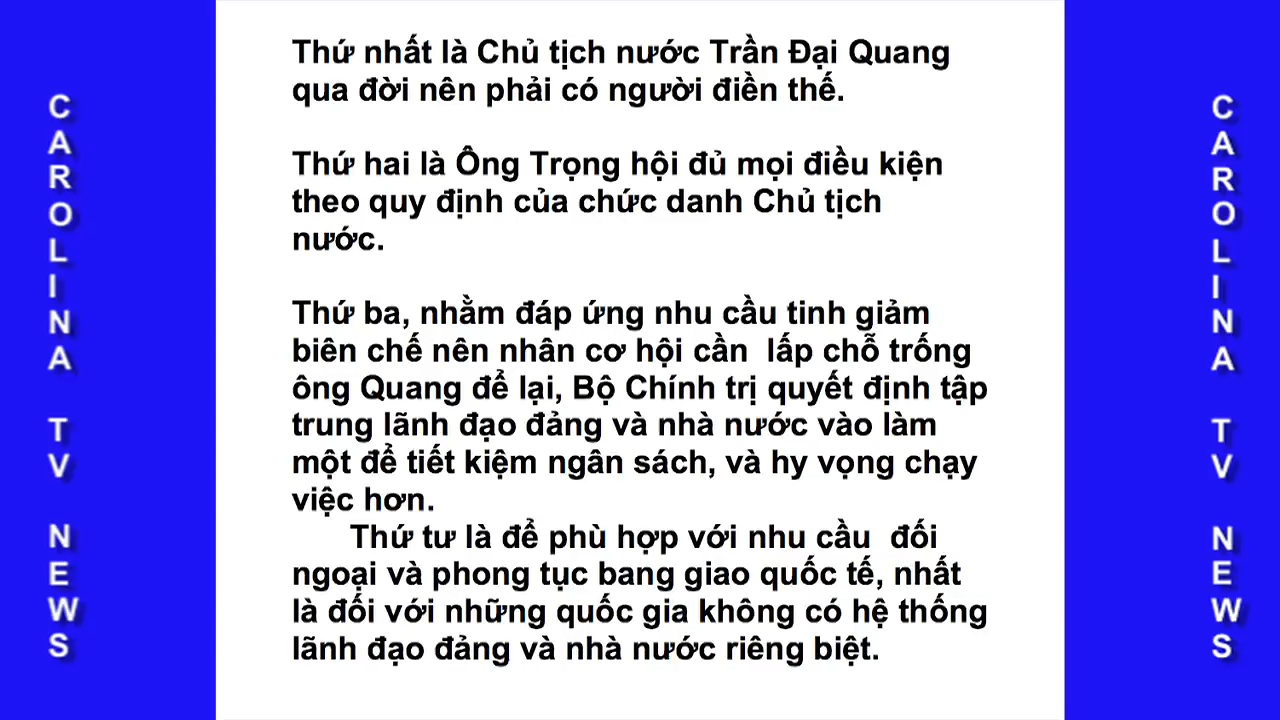 Thứ nhất là Chủ tịch nước Trần Đại Quang
qua đời nên phải có người điền thế.
Thứ hai là Ông Trọng hội đủ mọi điều kiện
theo quy định của chức danh Chủ tịch
nước.
Thứ ba, nhằm đáp ứng nhu cầu tinh giảm
biên chế nên nhân cơ hội cần  lấp chỗ trống
ông Quang để lại, Bộ Chính trị quyết định tập
trung lãnh đạo đảng và nhà nước vào làm
một để tiết kiệm ngân sách, và hy vọng chạy
việc hơn.
Thứ tư là để phù hợp với nhu cầu  đối
ngoại và phong tục bang giao quốc tế, nhất
là đối với những quốc gia không có hệ thống
lãnh đạo đảng và nhà nước riêng biệt.
CAROLINA TV NEWS
CAROLINA TV NEWS